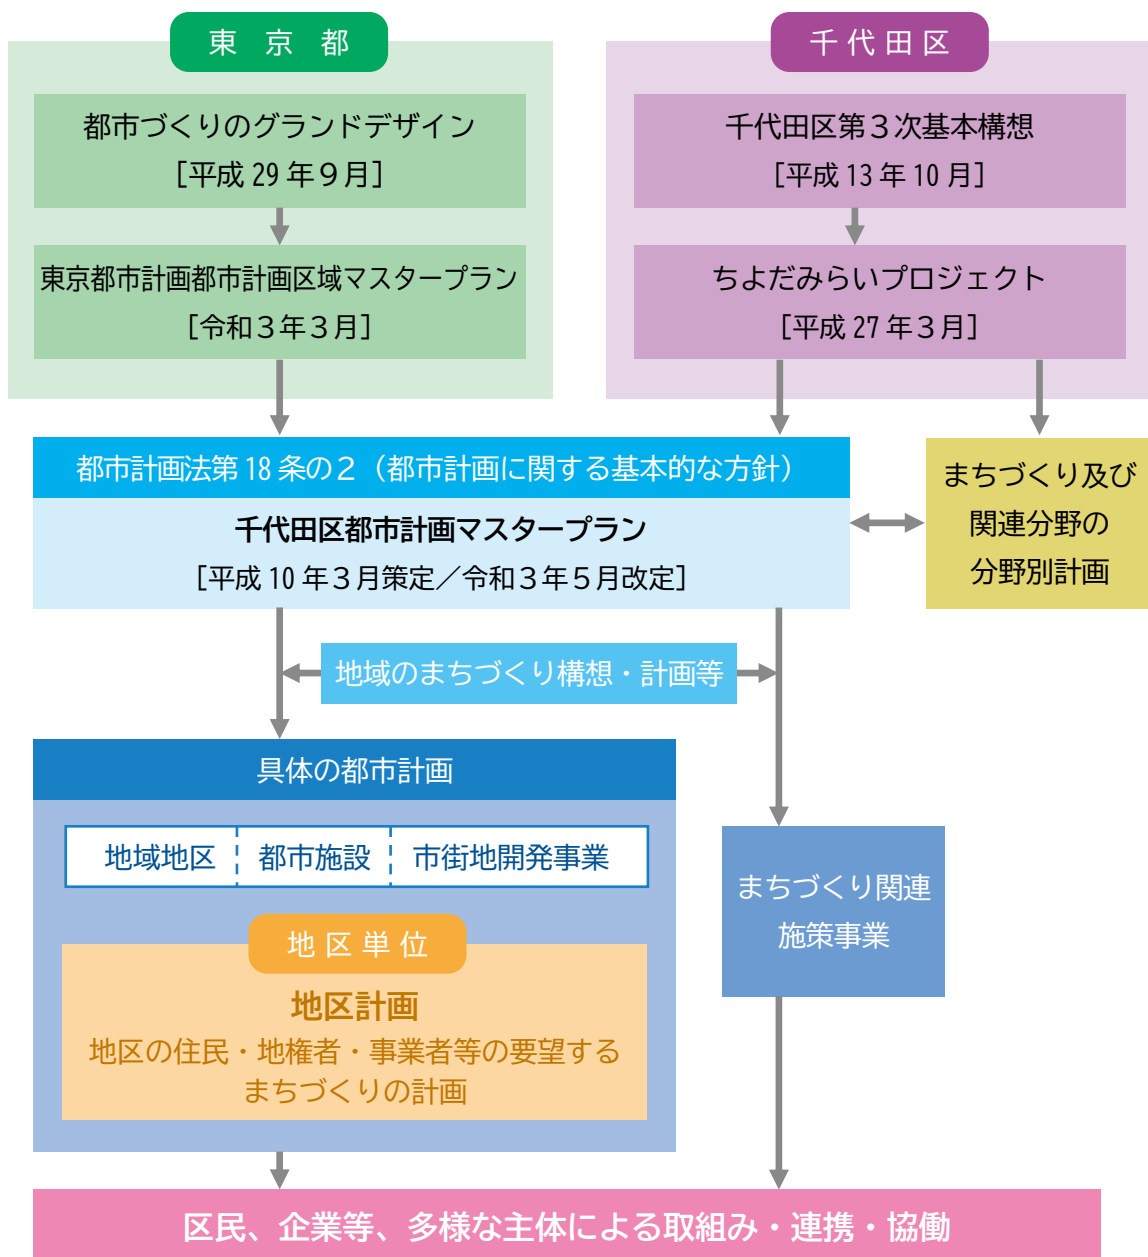 東京都
都市づくりのグランドデザイン
［平成29年９月］
東京都市計画都市計画区域マスタープラン
［令和３年３月］
千代田区
千代田区第３次基本構想
［平成13年10月］
ちよだみらいプロジェクト
［平成27年３月］
都市計画法第18条の２（都市計画に関する基本的な方針）
千代田区都市計画マスタープラン
［平成10年３月策定／令和３年５月改定］
まちづくり及び
関連分野の
分野別計画
地域のまちづくり構想・計画等
具体の都市計画
地域地区
都市施設
市街地開発事業
地区単位
地区計画
地区の住民・地権者・事業者等の要望する
まちづくりの計画
まちづくり関連
施策事業
区民、企業等、多様な主体による取組み・連携・協働